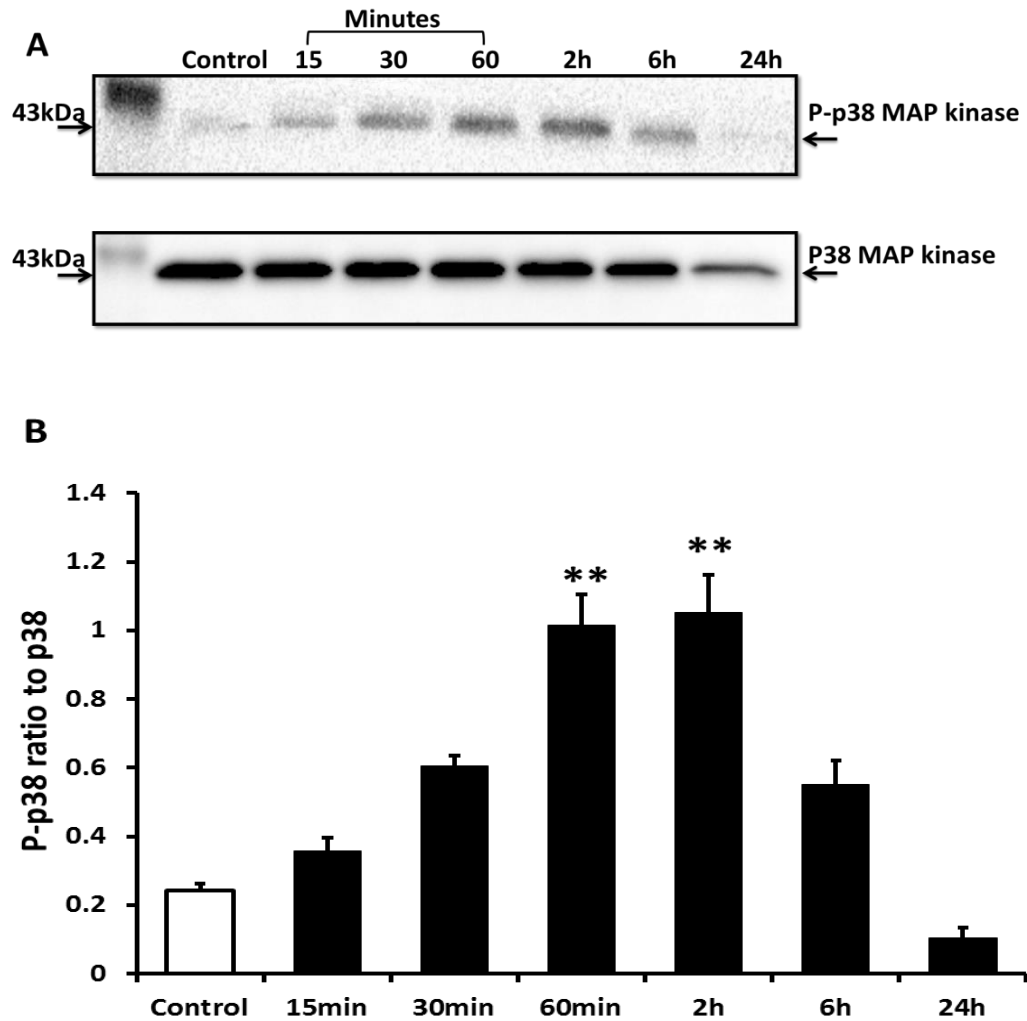 A
Minutes
Control 15 30 60 2h 6h 24h
43kDa
P-p38 MAP kinase
43kDa
P38 MAP kinase
B
P-p38 ratio to p38
1.4
1.2
1
0.8
0.6
0.4
0.2
0
**
**
Control 15min 30min 60min 2h 6h 24h